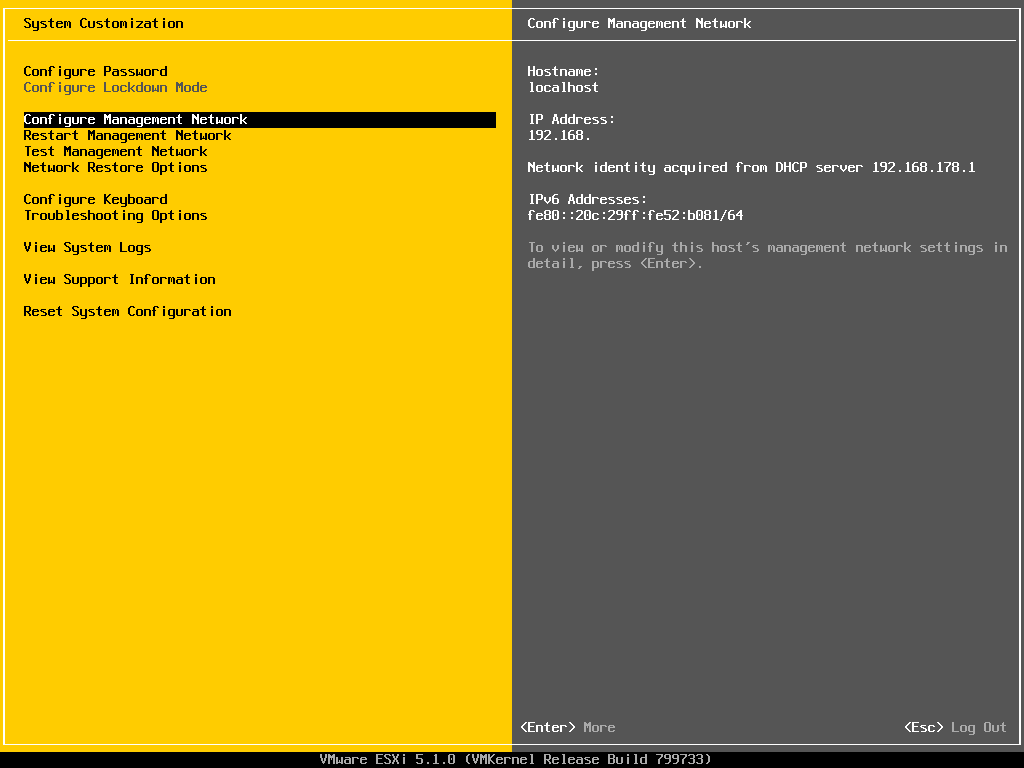 System Customization
Configure Password
Configure Lockdown Mode
Configure Management Network
Restart Management Network
Test Management Network
Network Restore Options
Configure Keyboard
Troubleshooting Options
View System Logs
View Support Information
Reset System Configuration
Configure Management Network
Hostname:
localhost
IP Address:
192.168.
Network identity acquired from DHCP server 192.168.178.1
IPv6 Addresses:
fe80::20c:29ff:fe52:b081/64
To view or modify this host's management network settings in
detail, press <Enter>.
<Enter> More
<Esc> Log Out
VMware ESXi 5.1.0 (VMKernel Release Build 799733)